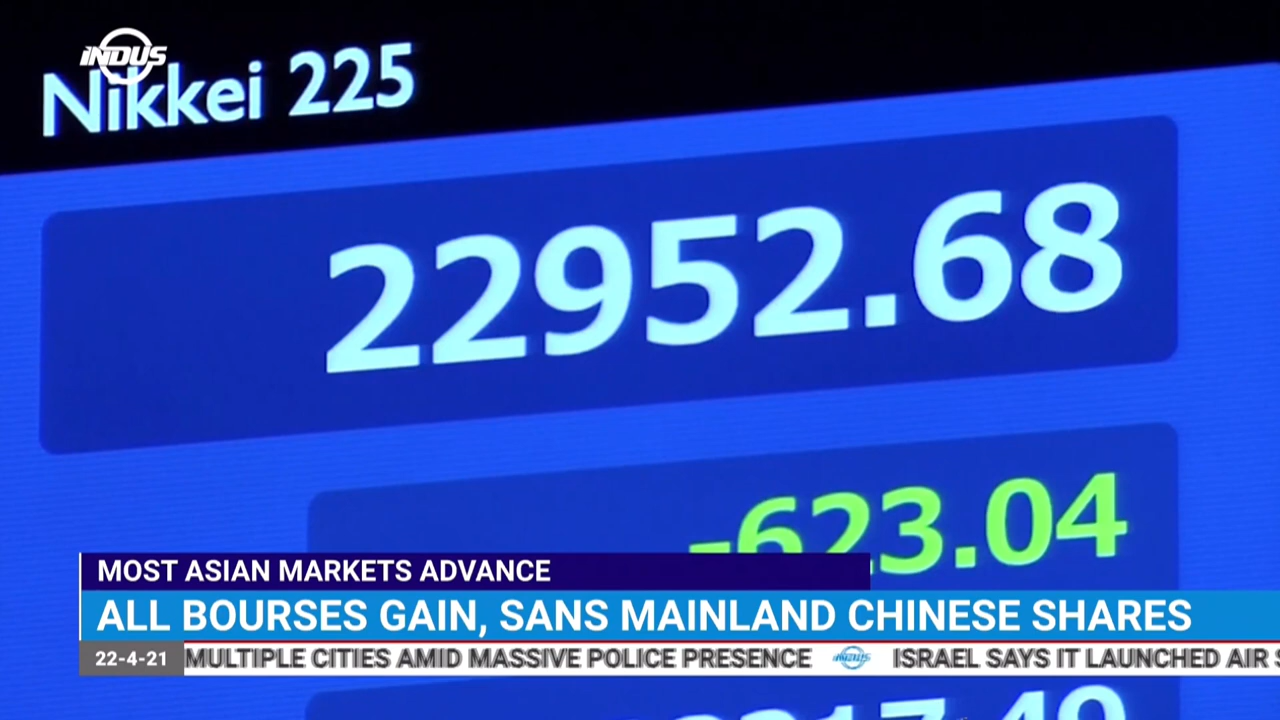 INDUS
Nikkei 225
22952.68
-623.04
MOST ASIAN MARKETS ADVANCE
ALL BOURSES GAIN, SANS MAINLAND CHINESE SHARES
22-4-21 MULTIPLE CITIES AMID MASSIVE POLICE PRESENCE INDUS ISRAEL SAYS IT LAUNCHED AIR